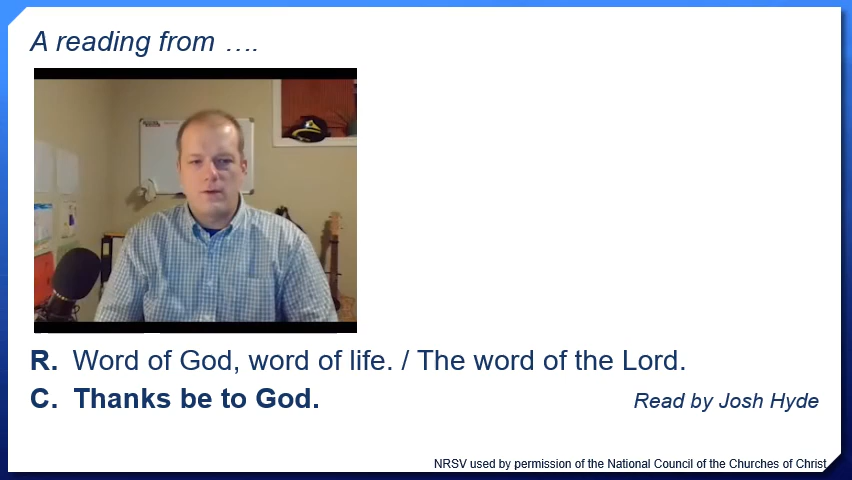 A reading from ….
R. Word of God, word of life. / The word of the Lord.
C. Thanks be to God.
Read by Josh Hyde
NRSV used by permission of the National Council of the Churches of Christ